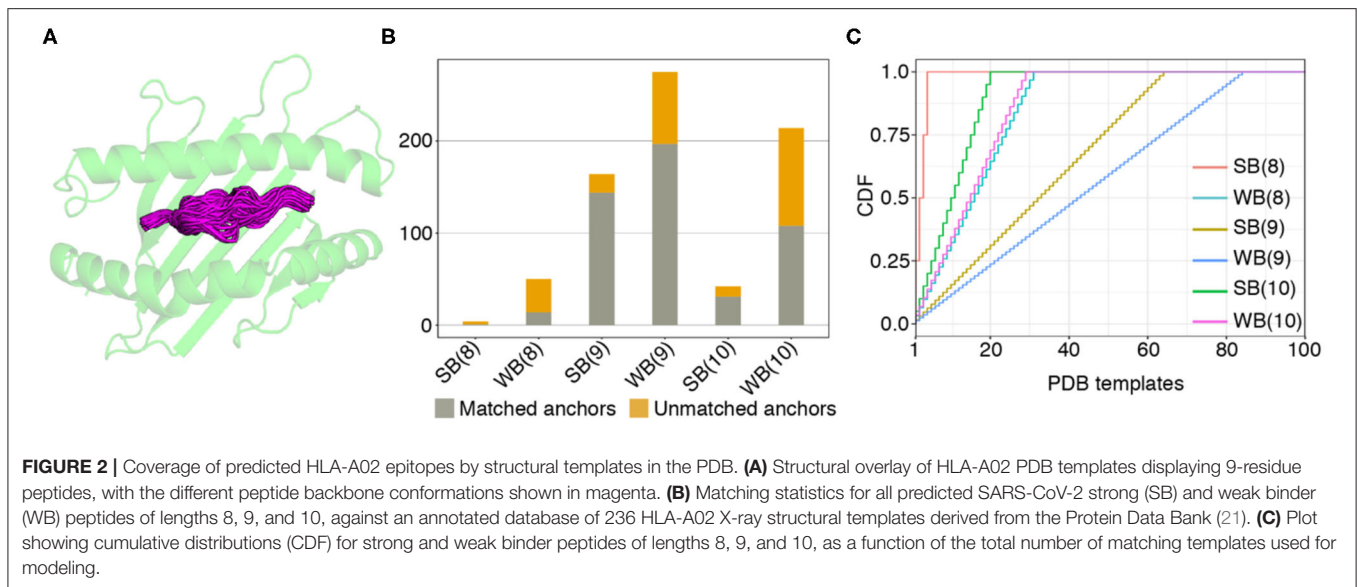 A
B
C
200
100
0
SB(8)
WB(8)
SB(9)
WB(9)
SB(10)
WB(10)
Matched anchors
Unmatched anchors
CDF
1.0
0.75
0.5
0.25
0.0
1
20
40
60
80
100
PDB templates
SB(8)
WB(8)
SB(9)
WB(9)
SB(10)
WB(10)
FIGURE 2 | Coverage of predicted HLA-A02 epitopes by structural templates in the PDB. (A) Structural overlay of HLA-A02 PDB templates displaying 9-residue
peptides, with the different peptide backbone conformations shown in magenta. (B) Matching statistics for all predicted SARS-CoV-2 strong (SB) and weak binder
(WB) peptides of lengths 8, 9, and 10, against an annotated database of 236 HLA-A02 X-ray structural templates derived from the Protein Data Bank (21). (C) Plot
showing cumulative distributions (CDF) for strong and weak binder peptides of lengths 8, 9, and 10, as a function of the total number of matching templates used for
modeling.